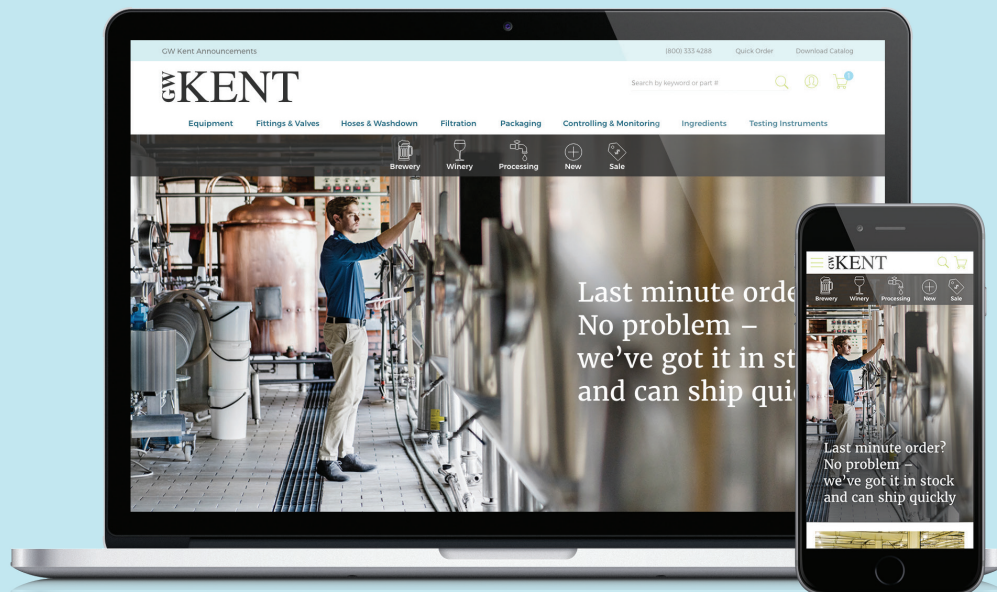 GW Kent Announcements
(800) 333 4288 Quick Order Download Catalog
GW KENT
Search by keyword or part #
1
Equipment Fittings & Valves Hoses & Washdown Filtration Packaging Controlling & Monitoring Ingredients Testing Instruments
Brewery Winery Processing New Sale
Last minute orde
No problem –
we’ve got it in st
and can ship qui
GW KENT
Brewery Winery Processing New Sale
Last minute order?
No problem –
we’ve got it in stock
and can ship quickly